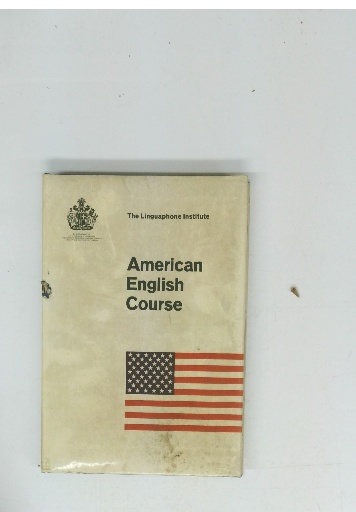 The Linguaphone Institute
American
English
Course